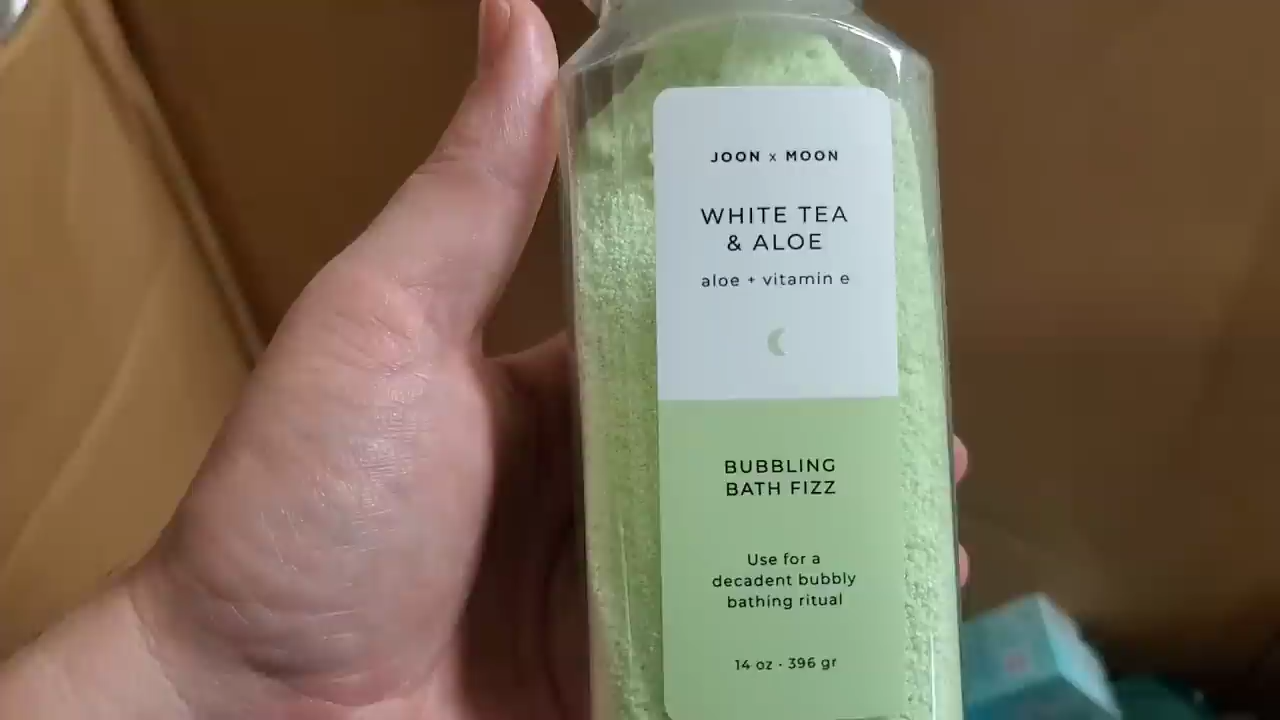 JOON x MOON
WHITE TEA
& ALOE
aloe + vitamin e
BUBBLING
BATH FIZZ
Use for a
decadent bubbly
bathing ritual
14 oz · 396 gr